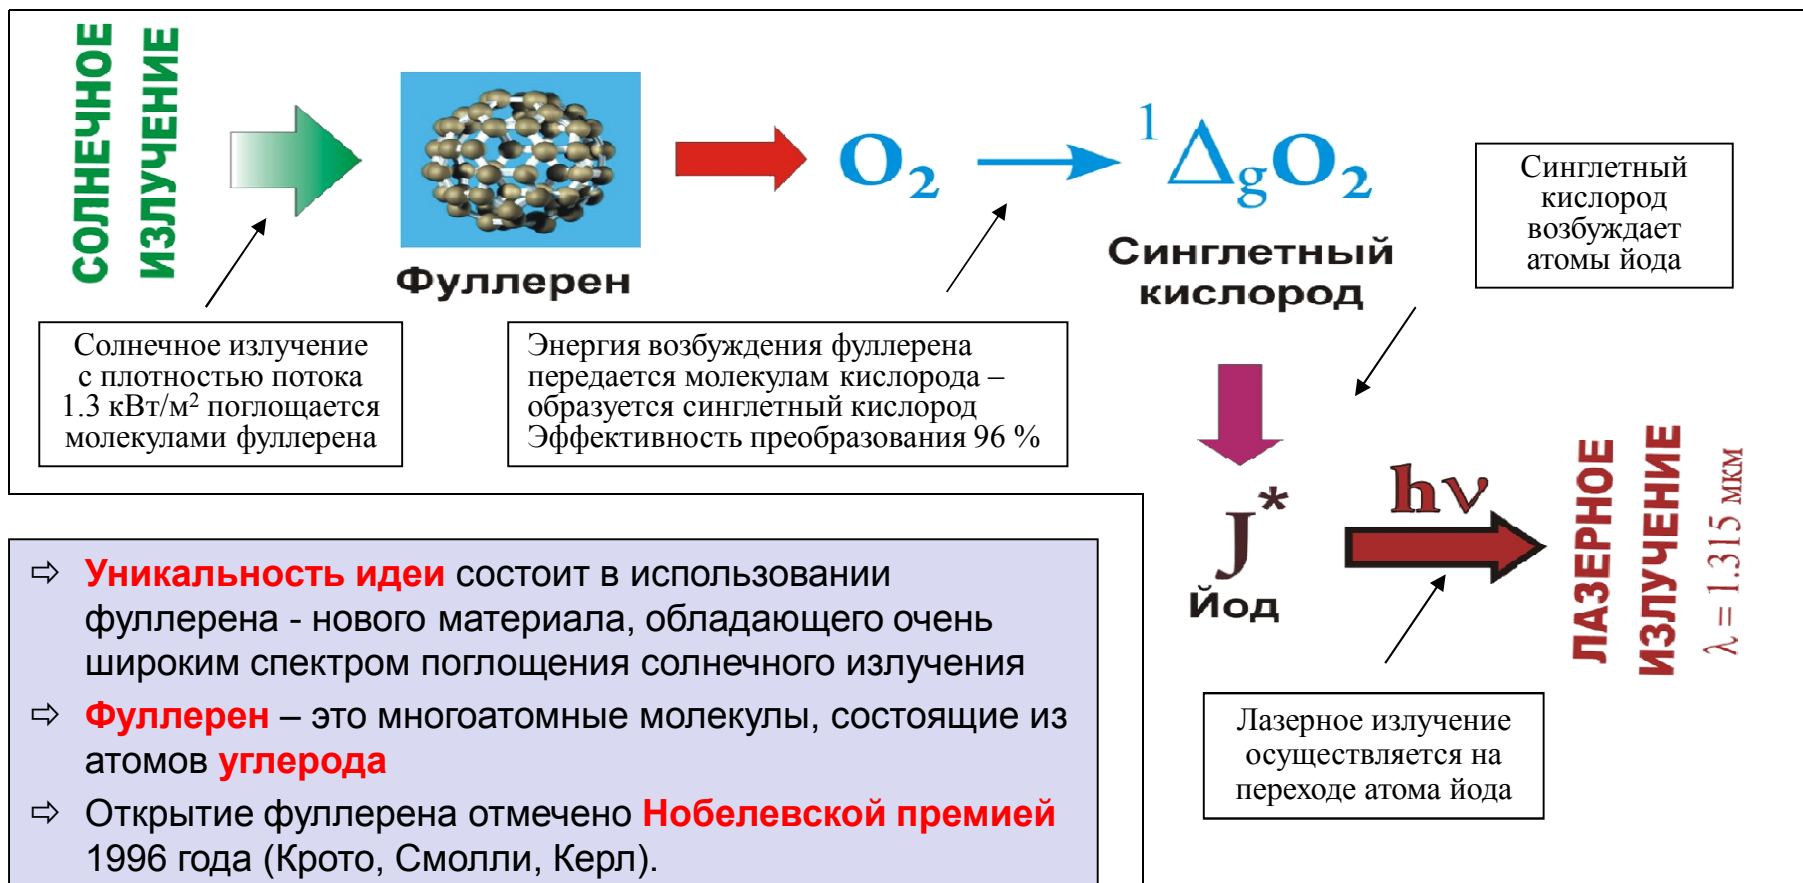 СОЛНЕЧНОЕ
ИЗЛУЧЕНИЕ
Фуллерен
O₂
¹ΔgO₂
Синглетный
кислород
Синглетный
кислород
возбуждает
атомы йода
Солнечное излучение
с плотностью потока
1.3 кВт/м² поглощается
молекулами фуллерена
Энергия возбуждения фуллерена
передается молекулам кислорода –
образуется синглетный кислород
Эффективность преобразования 96 %
J*
Йод
hν
ЛАЗЕРНОЕ
ИЗЛУЧЕНИЕ
λ = 1.315 мкм
Лазерное излучение
осуществляется на
переходе атома йода
⇨ Уникальность идеи состоит в использовании
фуллерена - нового материала, обладающего очень
широким спектром поглощения солнечного излучения
⇨ Фуллерен – это многоатомные молекулы, состоящие из
атомов углерода
⇨ Открытие фуллерена отмечено Нобелевской премией
1996 года (Крото, Смолли, Керл).